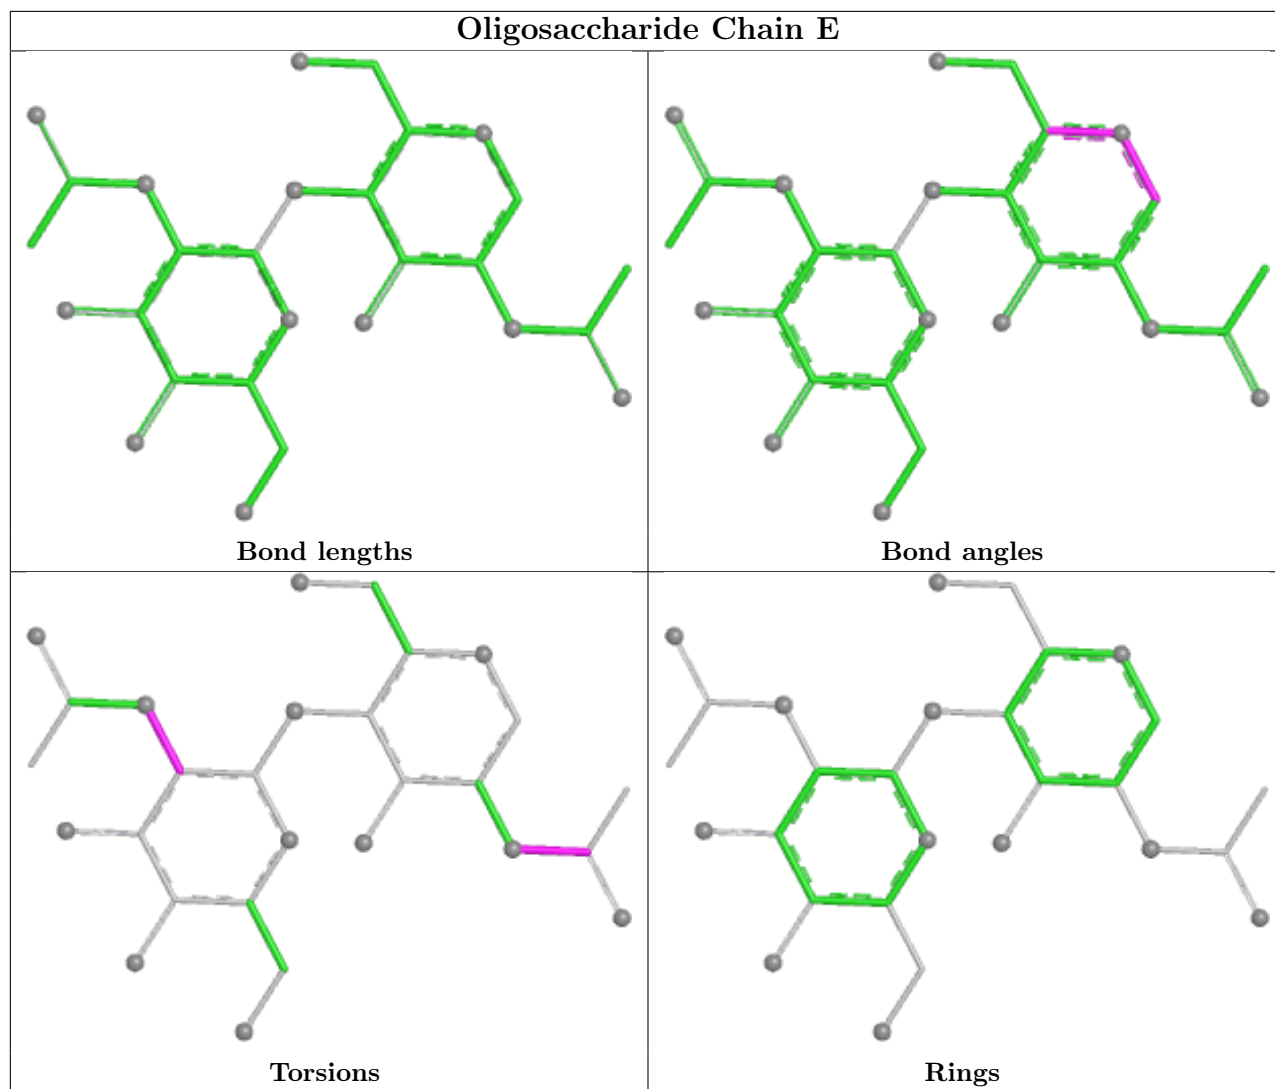 Oligosaccharide Chain E
Bond lengths
Bond angles
Torsions
Rings